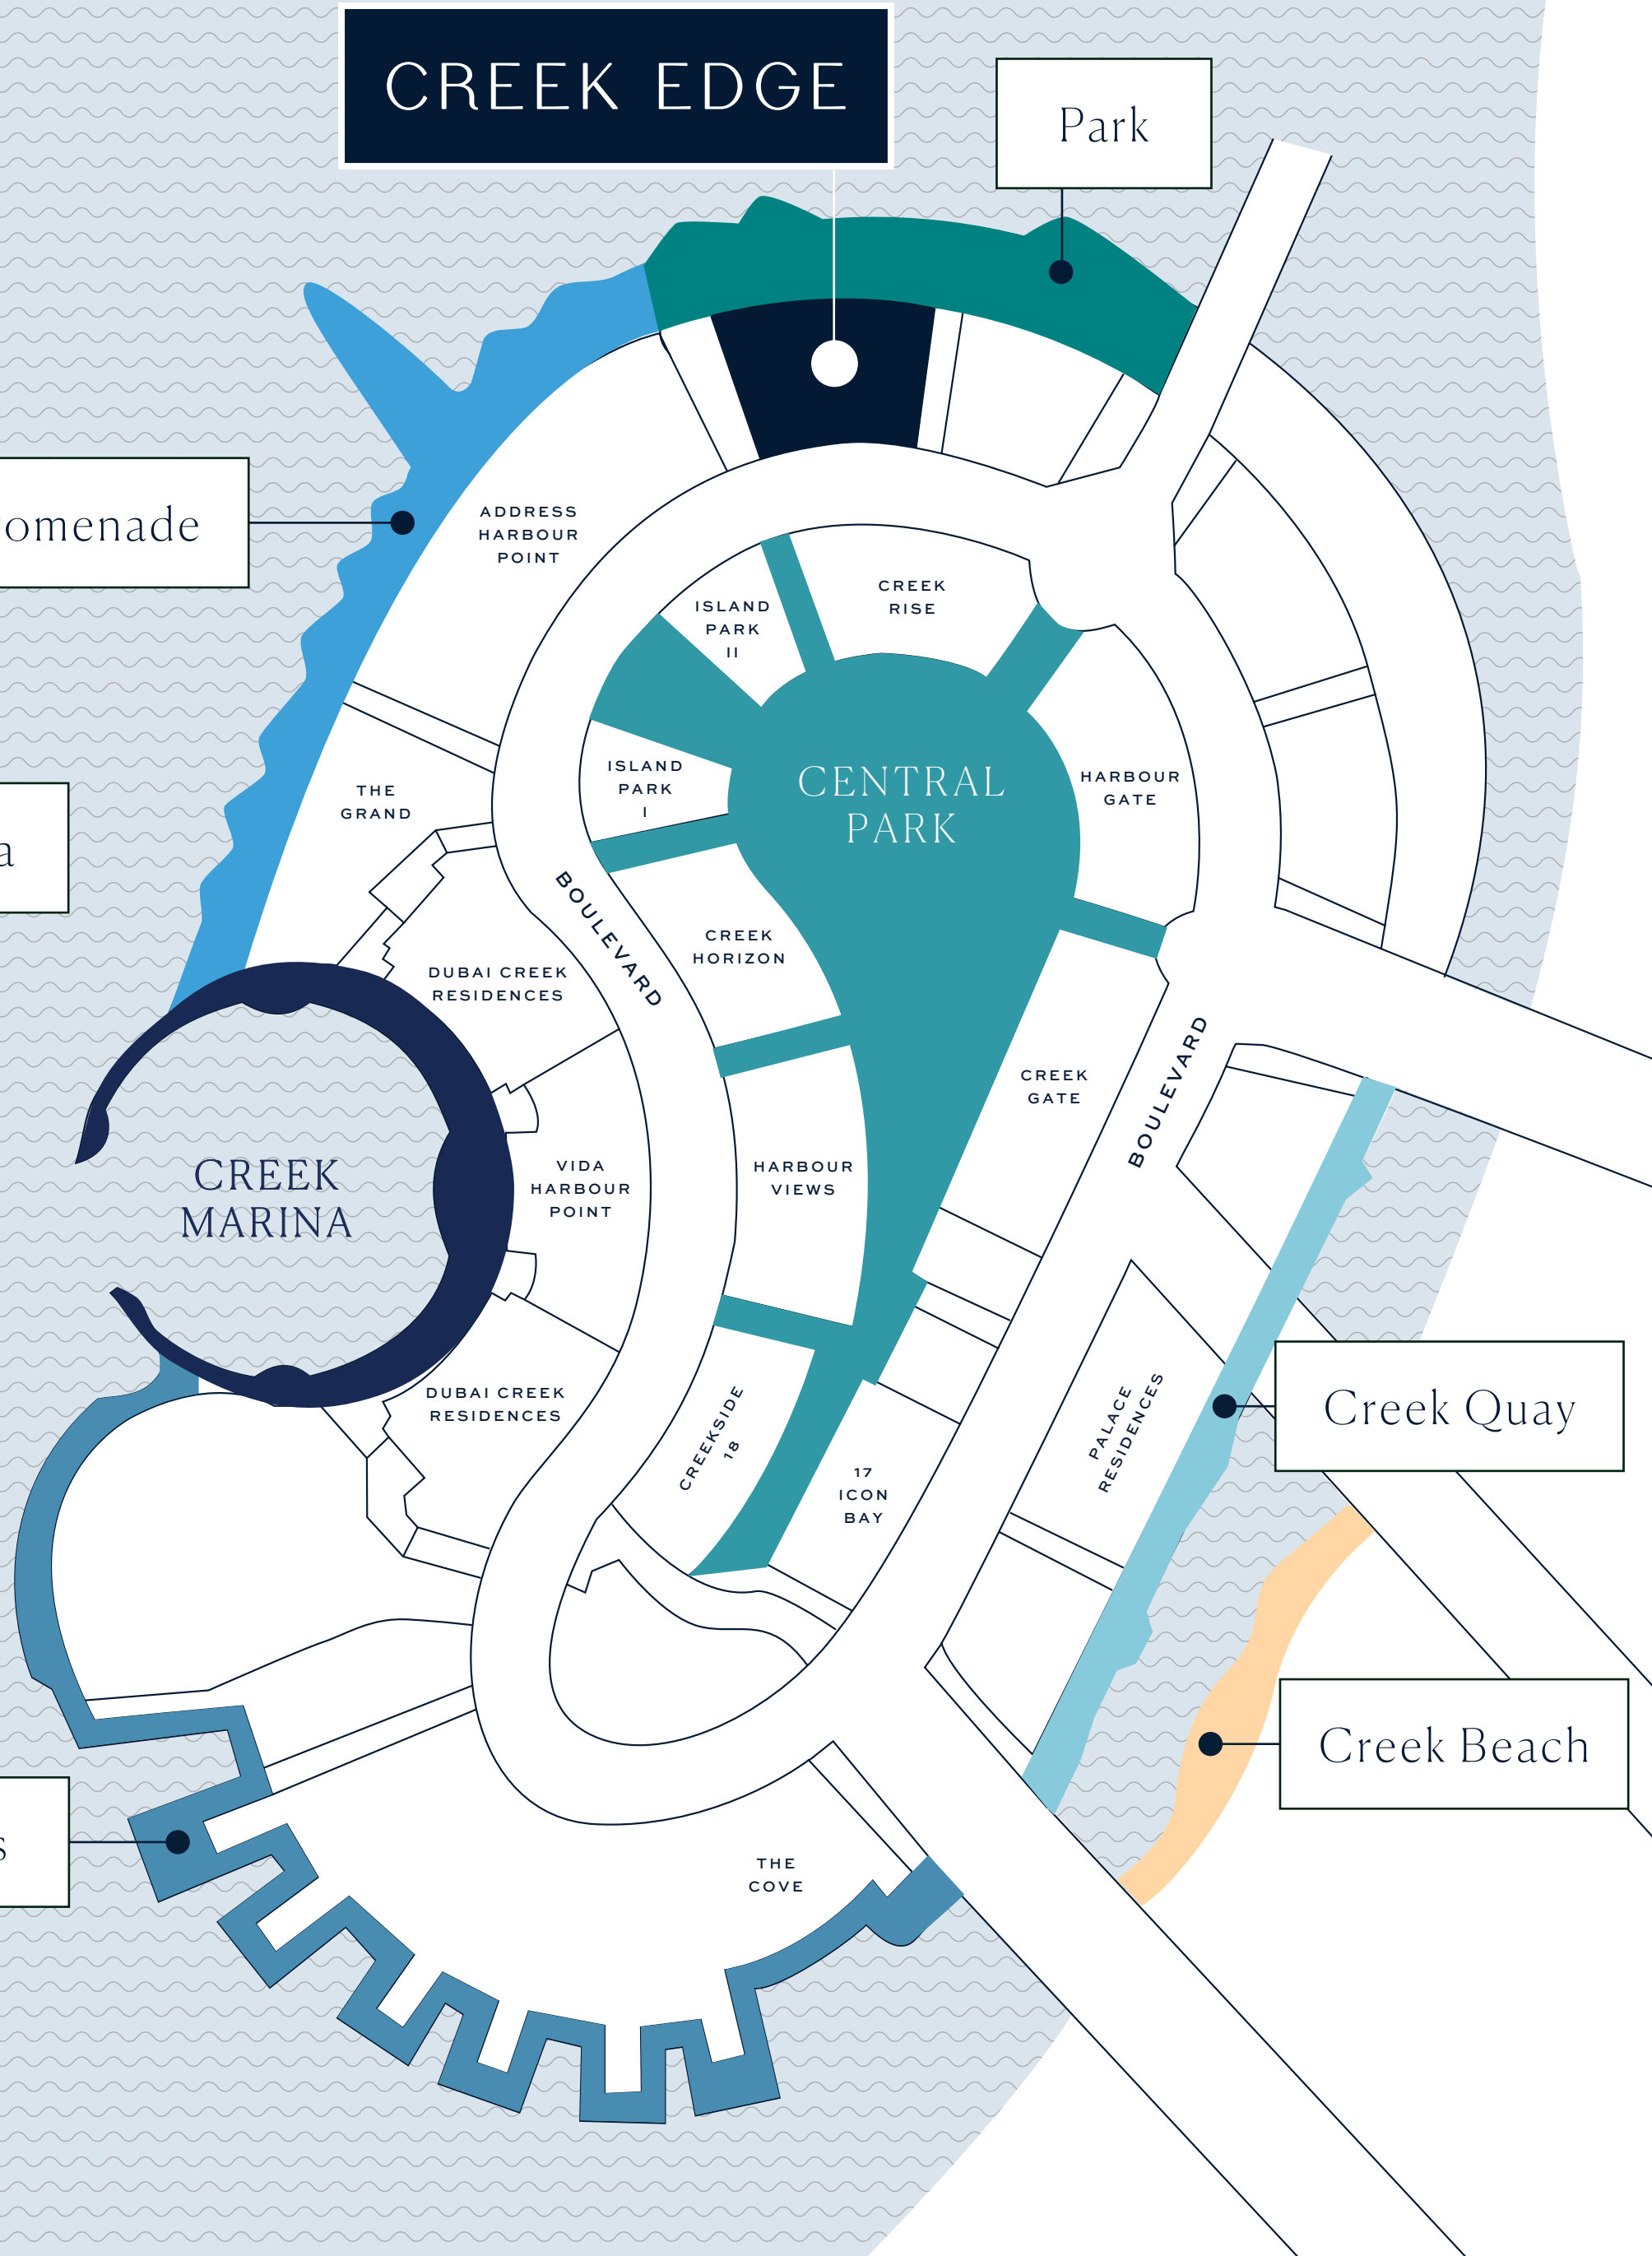 CREEK EDGE
Park
omenade
ADDRESS
HARBOUR
POINT
ISLAND
PARK
II
CREEK
RISE
ISLAND
PARK
I
CENTRAL
PARK
HARBOUR
GATE
THE
GRAND
a
BOULEVARD
CREEK
HORIZON
DUBAI CREEK
RESIDENCES
CREEK
GATE
BOULEVARD
CREEK
MARINA
VIDA
HARBOUR
POINT
HARBOUR
VIEWS
DUBAI CREEK
RESIDENCES
CREEKSIDE
18
PALACE
RESIDENCES
Creek Quay
17
ICON
BAY
Creek Beach
s
THE
COVE